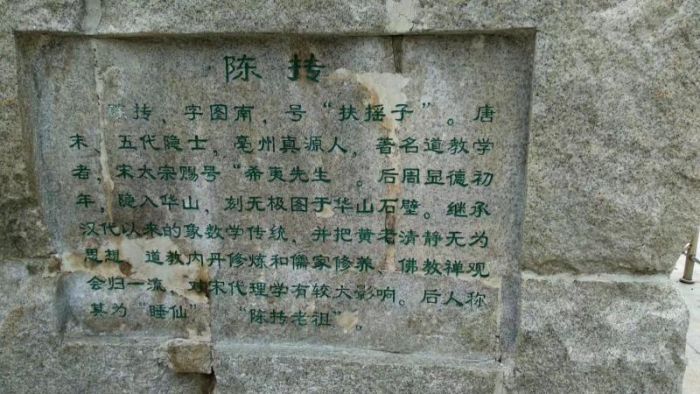 陈抟
陈抟，字图南，号“扶摇子”。唐
末、五代隐士，亳州真源人，著名道教学
者，宋太宗赐号“希夷先生”。后周显德初
年，隐入华山，刻无极图于华山石壁。继承
汉代以来的象数学传统，并把黄老清静无为
思想、道教内丹修炼和儒家修养、佛教禅观
会归一流，对宋代理学有较大影响。后人称
其为“睡仙”、“陈抟老祖”。